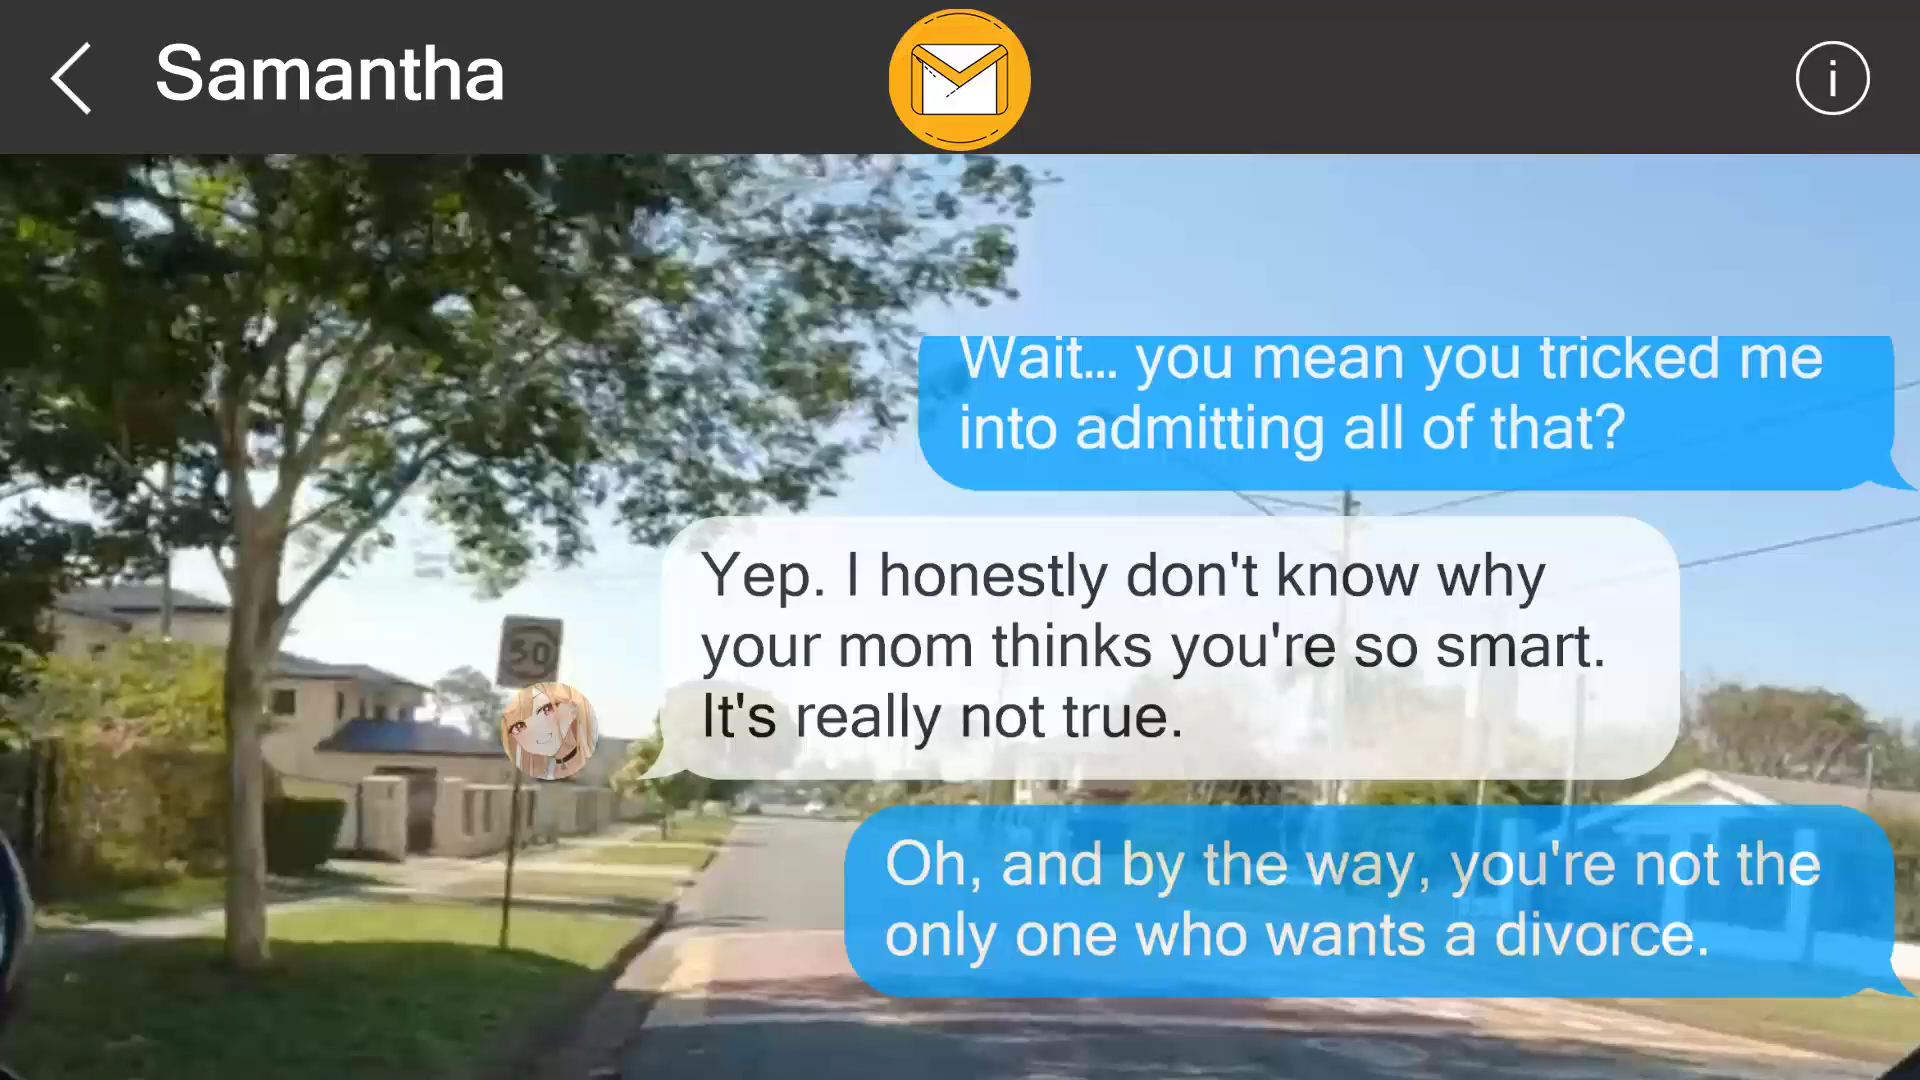 Samantha
i
Wait... you mean you tricked me
into admitting all of that?
Yep. I honestly don't know why
your mom thinks you're so smart.
It's really not true.
50
Oh, and by the way, you're not the
only one who wants a divorce.